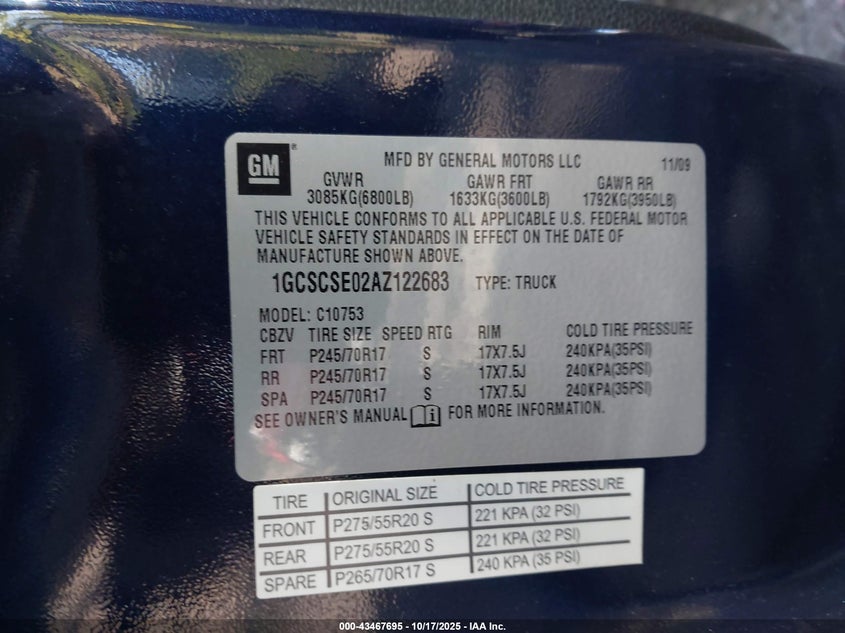 GM ® MFD BY GENERAL MOTORS LLC 11/09
GVWR GAWR FRT GAWR RR
3085KG(6800LB) 1633KG(3600LB) 1792KG(3950LB)
THIS VEHICLE CONFORMS TO ALL APPLICABLE U.S. FEDERAL MOTOR
VEHICLE SAFETY STANDARDS IN EFFECT ON THE DATE OF
MANUFACTURE SHOWN ABOVE.
1GCSCSE02AZ122683 TYPE: TRUCK
MODEL: C10753
CBZV TIRE SIZE SPEED RTG RIM COLD TIRE PRESSURE
FRT P245/70R17 S 17X7.5J 240KPA(35PSI)
RR P245/70R17 S 17X7.5J 240KPA(35PSI)
SPA P245/70R17 S 17X7.5J 240KPA(35PSI)
SEE OWNER'S MANUAL FOR MORE INFORMATION.
TIRE ORIGINAL SIZE COLD TIRE PRESSURE
FRONT P275/55R20 S 221 KPA (32 PSI)
REAR P275/55R20 S 221 KPA (32 PSI)
SPARE P265/70R17 S 240 KPA (35 PSI)
000-43467695 - 10/17/2025 - IAA Inc.